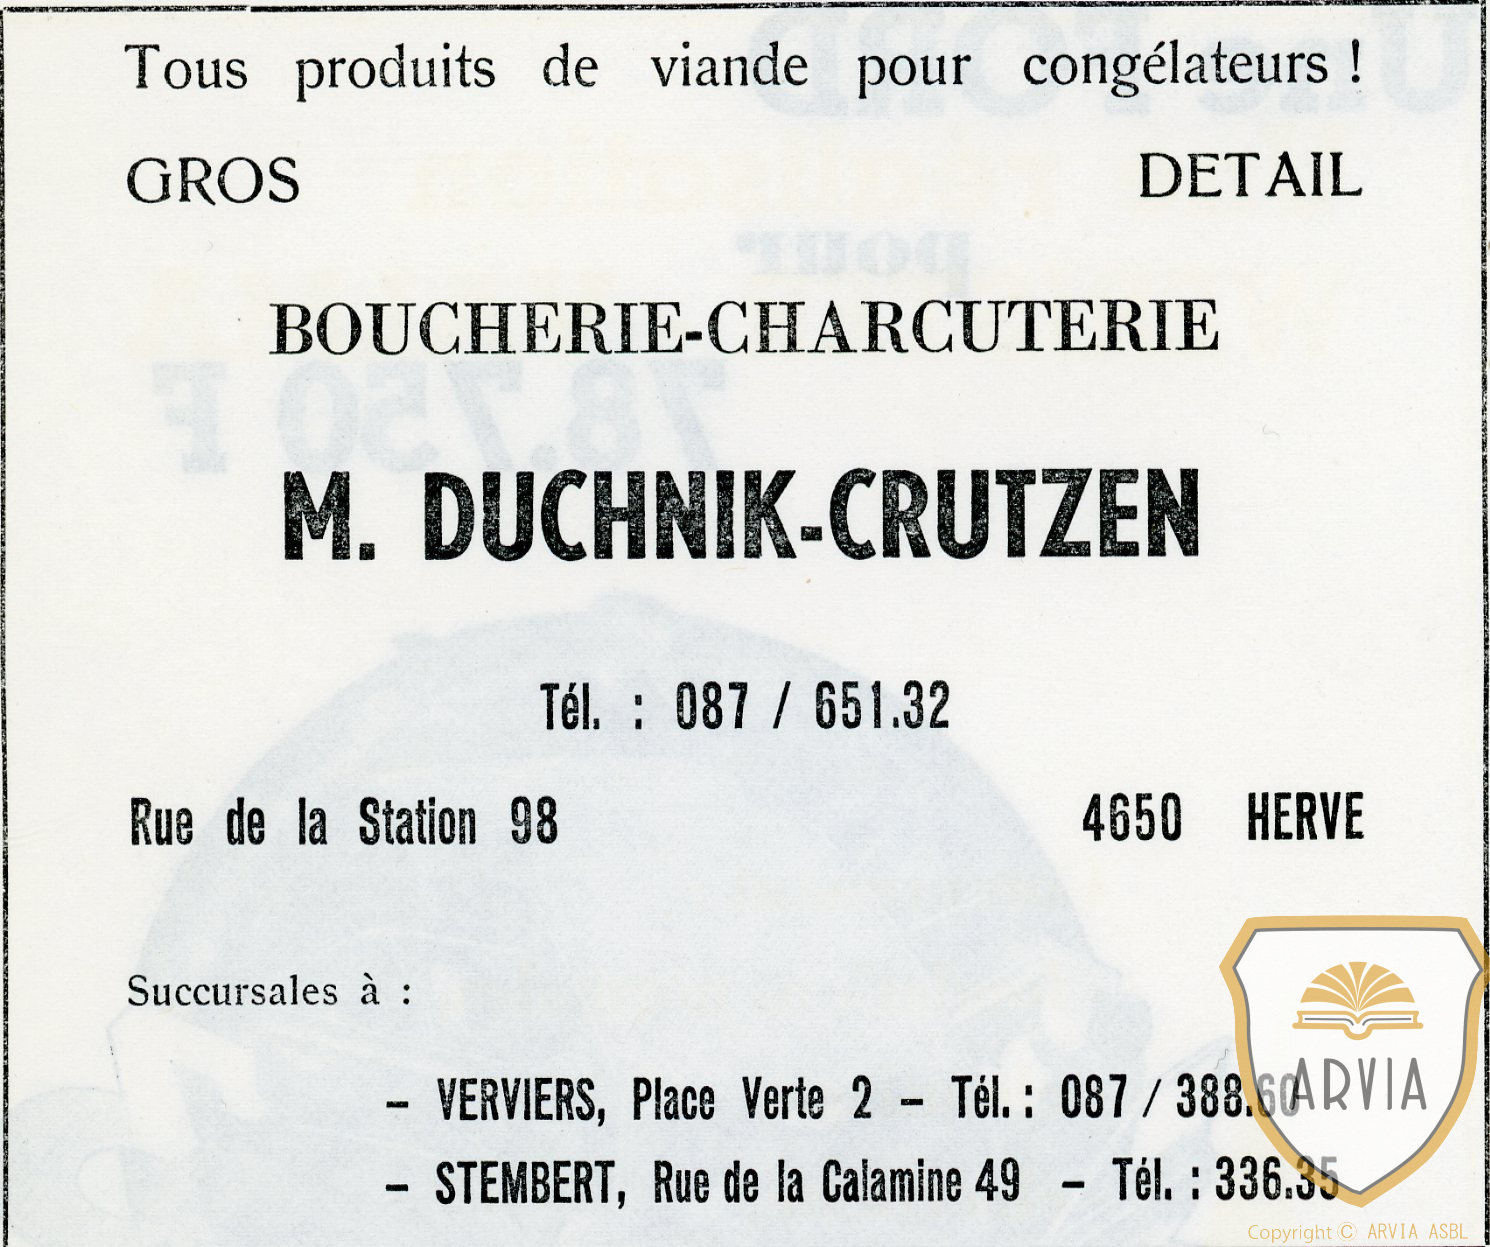 Tous produits de viande pour congélateurs !
GROS DETAIL
BOUCHERIE-CHARCUTERIE
M. DUCHNIK-CRUTZEN
Tél. : 087 / 651.32
Rue de la Station 98 4650 HERVE
Succursales à :
– VERVIERS, Place Verte 2 – Tél. : 087 / 388.60
– STEMBERT, Rue de la Calamine 49 – Tél. : 336.35
ARVIA
Copyright © ARVIA ASBL